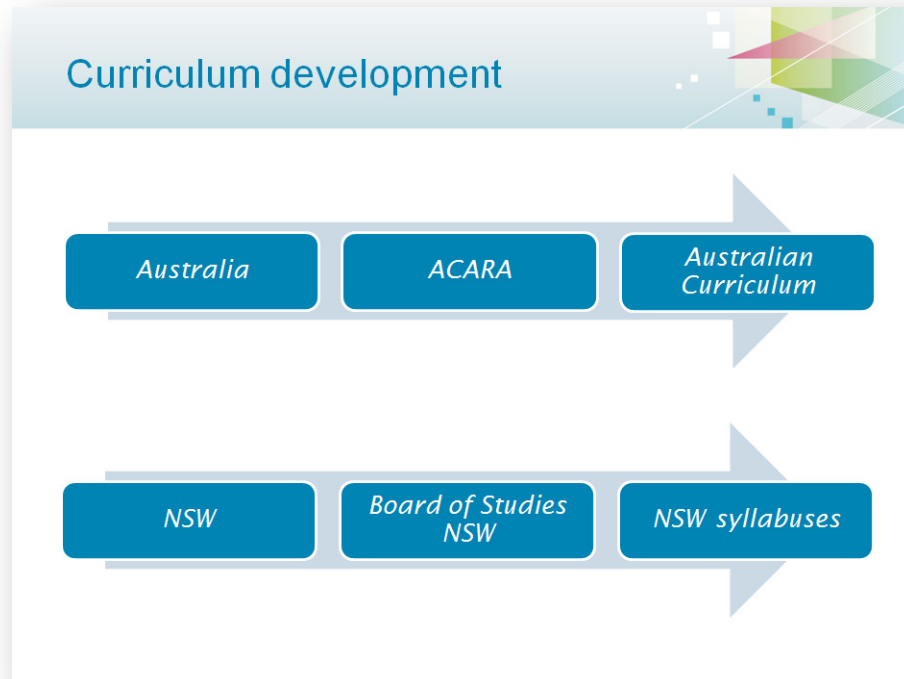 Curriculum development
Australia
ACARA
Australian
Curriculum
NSW
Board of Studies
NSW
NSW syllabuses